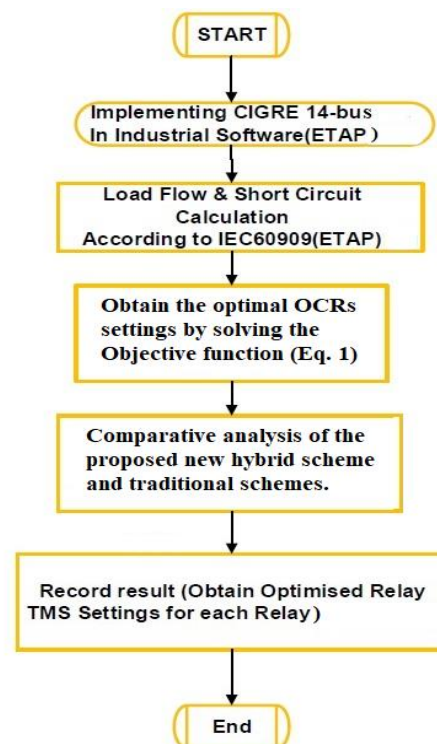 START
Implementing CIGRE 14-bus
In Industrial Software(ETAP)
Load Flow & Short Circuit
Calculation
According to IEC60909(ETAP)
Obtain the optimal OCRs
settings by solving the
Objective function (Eq. 1)
Comparative analysis of the
proposed new hybrid scheme
and traditional schemes.
Record result (Obtain Optimised Relay
TMS Settings for each Relay)
End